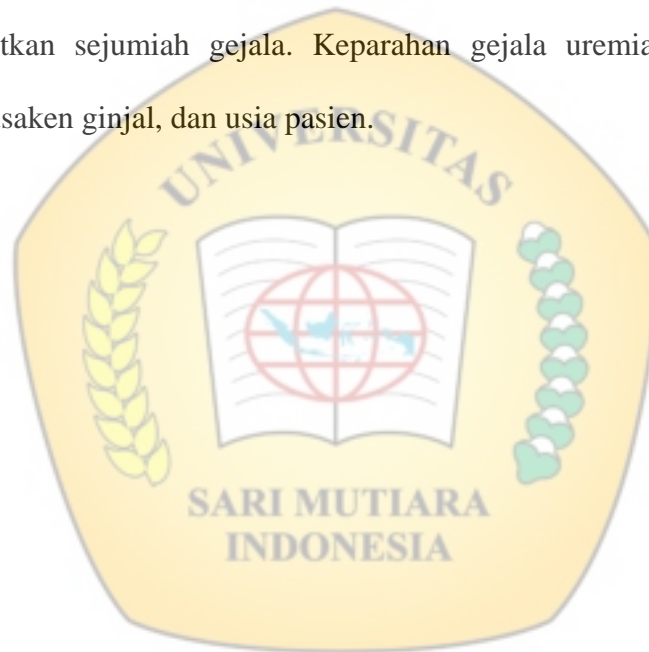 tkan sejumiah gejala. Keparahan gejala uremia
saken ginjal, dan usia pasien.
UNIVERSITAS
SARI MUTIARA
INDONESIA